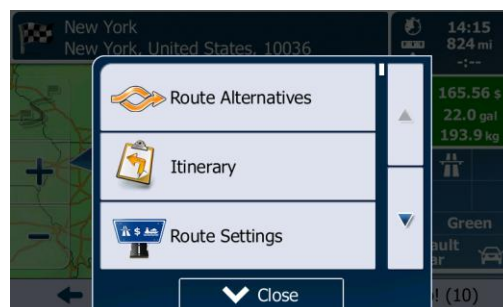 New York
New York, United States, 10036
14:15
824 mi
-:--
165.56 $
22.0 gal
193.9 kg
Route Alternatives
Itinerary
Route Settings
Green
Close
(10)